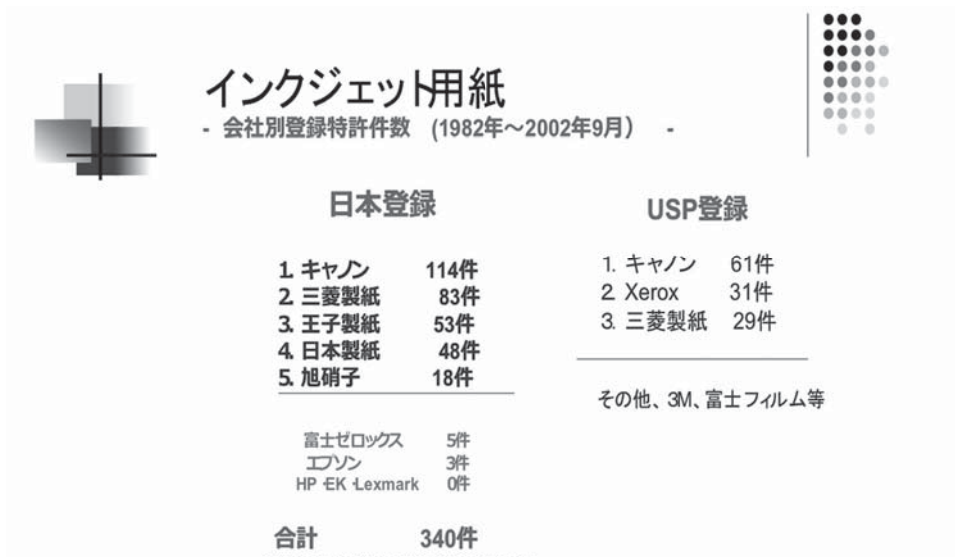 インクジェット用紙
- 会社別登録特許件数 (1982年～2002年9月) -
日本登録
1. キヤノン 114件
2. 三菱製紙 83件
3. 王子製紙 53件
4. 日本製紙 48件
5. 旭硝子 18件
富士ゼロックス 5件
エプソン 3件
HP・EK・Lexmark 0件
合計 340件
USP登録
1. キャノン 61件
2. Xerox 31件
3. 三菱製紙 29件
その他、3M、富士フィルム等